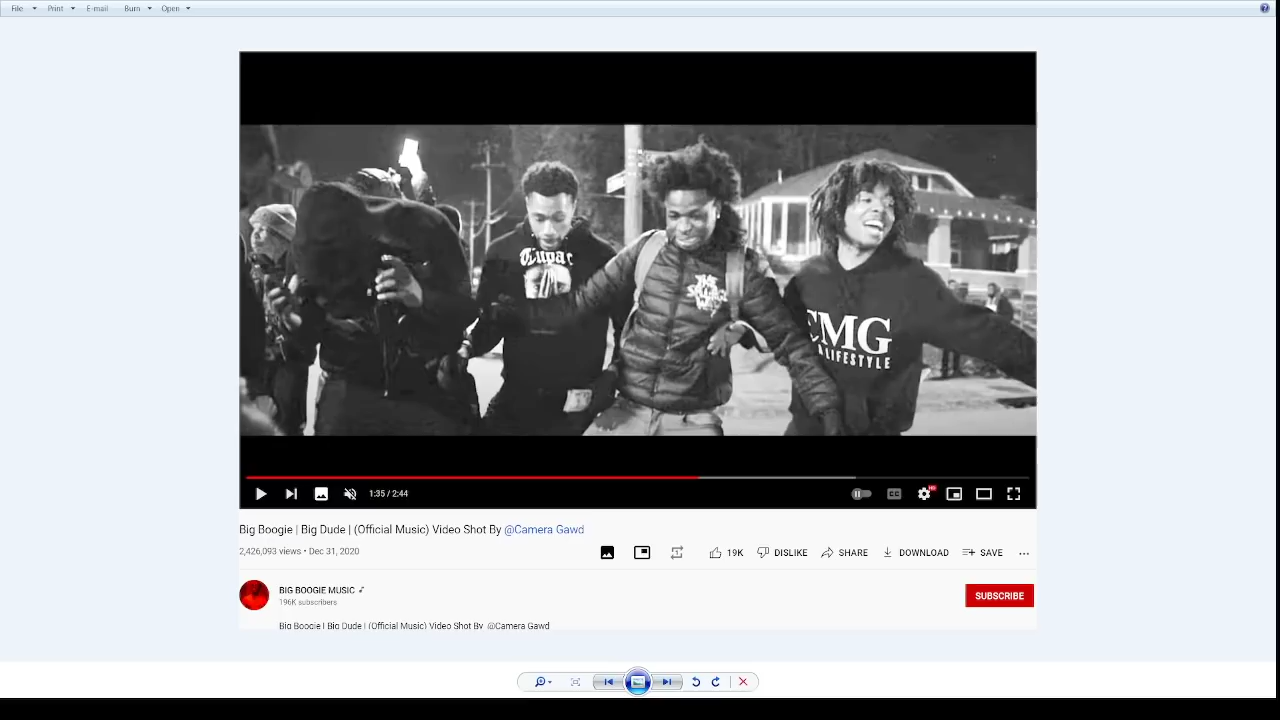 File Print E-mail Burn Open
Tupac
CMG
LIFESTYLE
1:35 / 2:44
CC
HD
Big Boogie | Big Dude | (Official Music) Video Shot By @Camera Gawd
2,426,093 views • Dec 31, 2020
19K DISLIKE SHARE DOWNLOAD SAVE ...
BIG BOOGIE MUSIC
196K subscribers
SUBSCRIBE
Big Boogie | Big Dude | (Official Music) Video Shot By @Camera Gawd